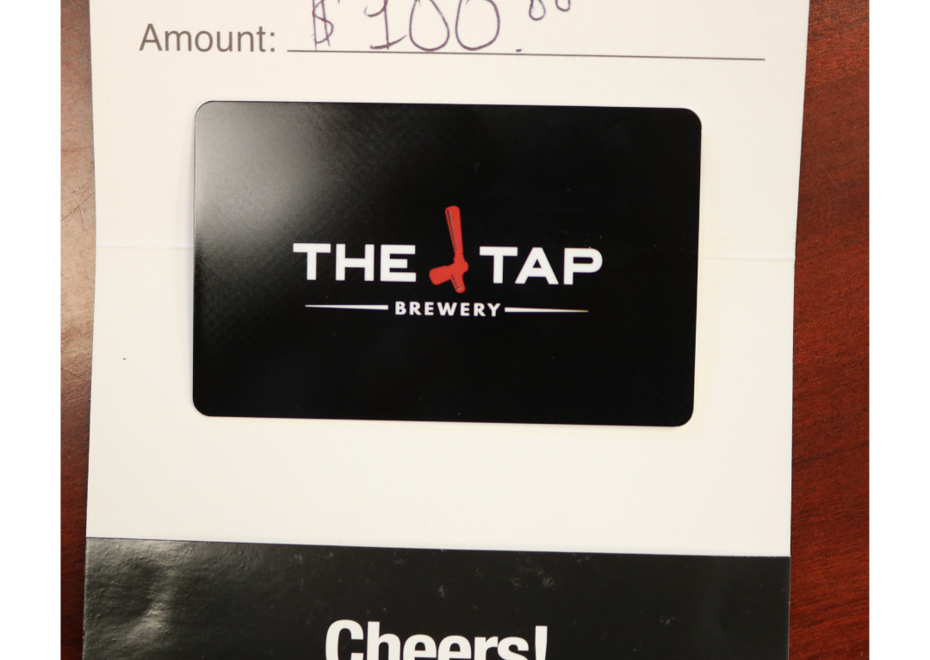 Amount: $100.00
THE TAP
BREWERY
Cheers!